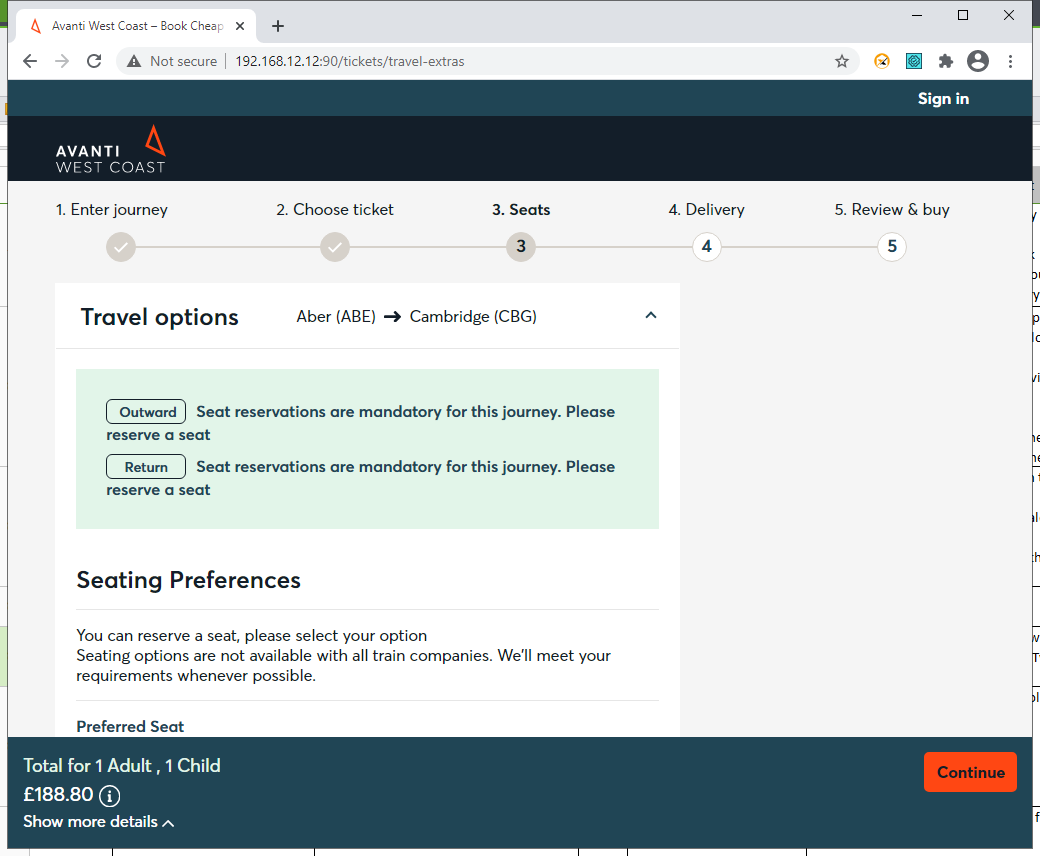 Avanti West Coast – Book Cheap
Not secure
192.168.12.12:90/tickets/travel-extras
Sign in
AVANTI
WEST COAST
1. Enter journey
2. Choose ticket
3. Seats
4. Delivery
5. Review & buy
3
4
5
Travel options
Aber (ABE) → Cambridge (CBG)
Outward Seat reservations are mandatory for this journey. Please
reserve a seat
Return Seat reservations are mandatory for this journey. Please
reserve a seat
Seating Preferences
You can reserve a seat, please select your option
Seating options are not available with all train companies. We'll meet your
requirements whenever possible.
Preferred Seat
Total for 1 Adult , 1 Child
£188.80
Continue
Show more details